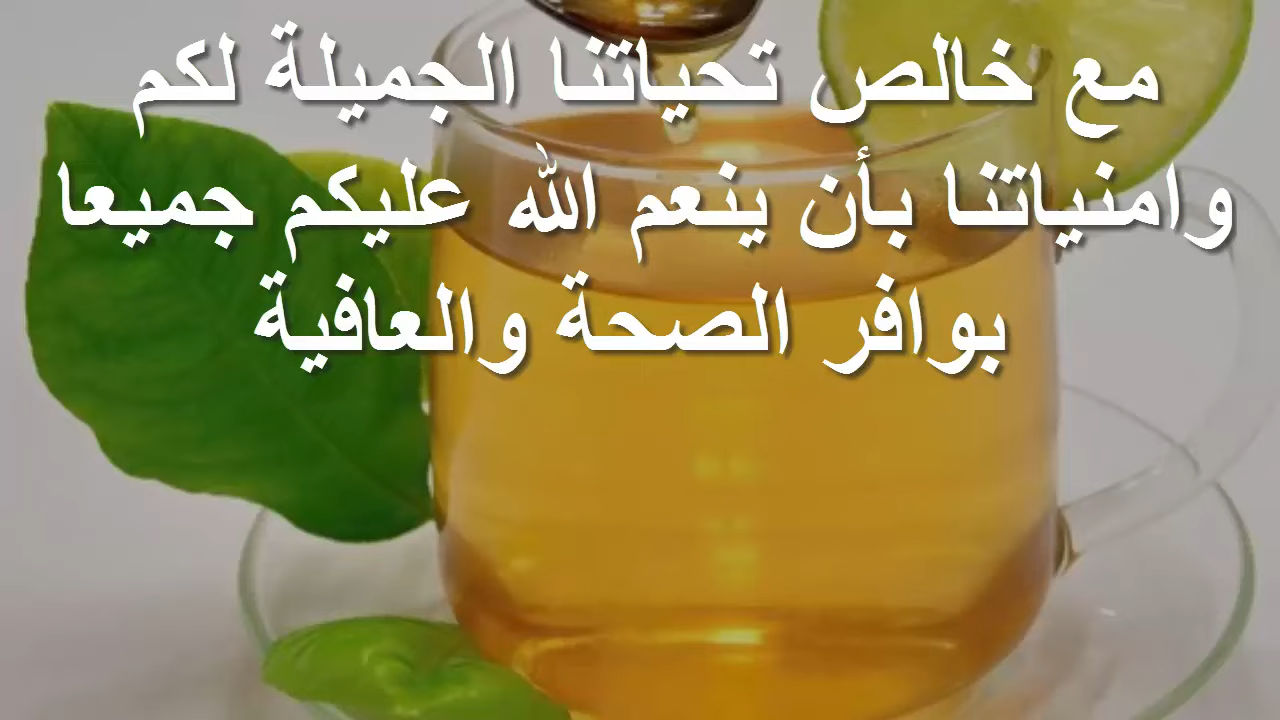 مع خالص تحياتنا الجميلة لكم
وامنياتنا بأن ينعم الله عليكم جميعا
بوافر الصحة والعافية